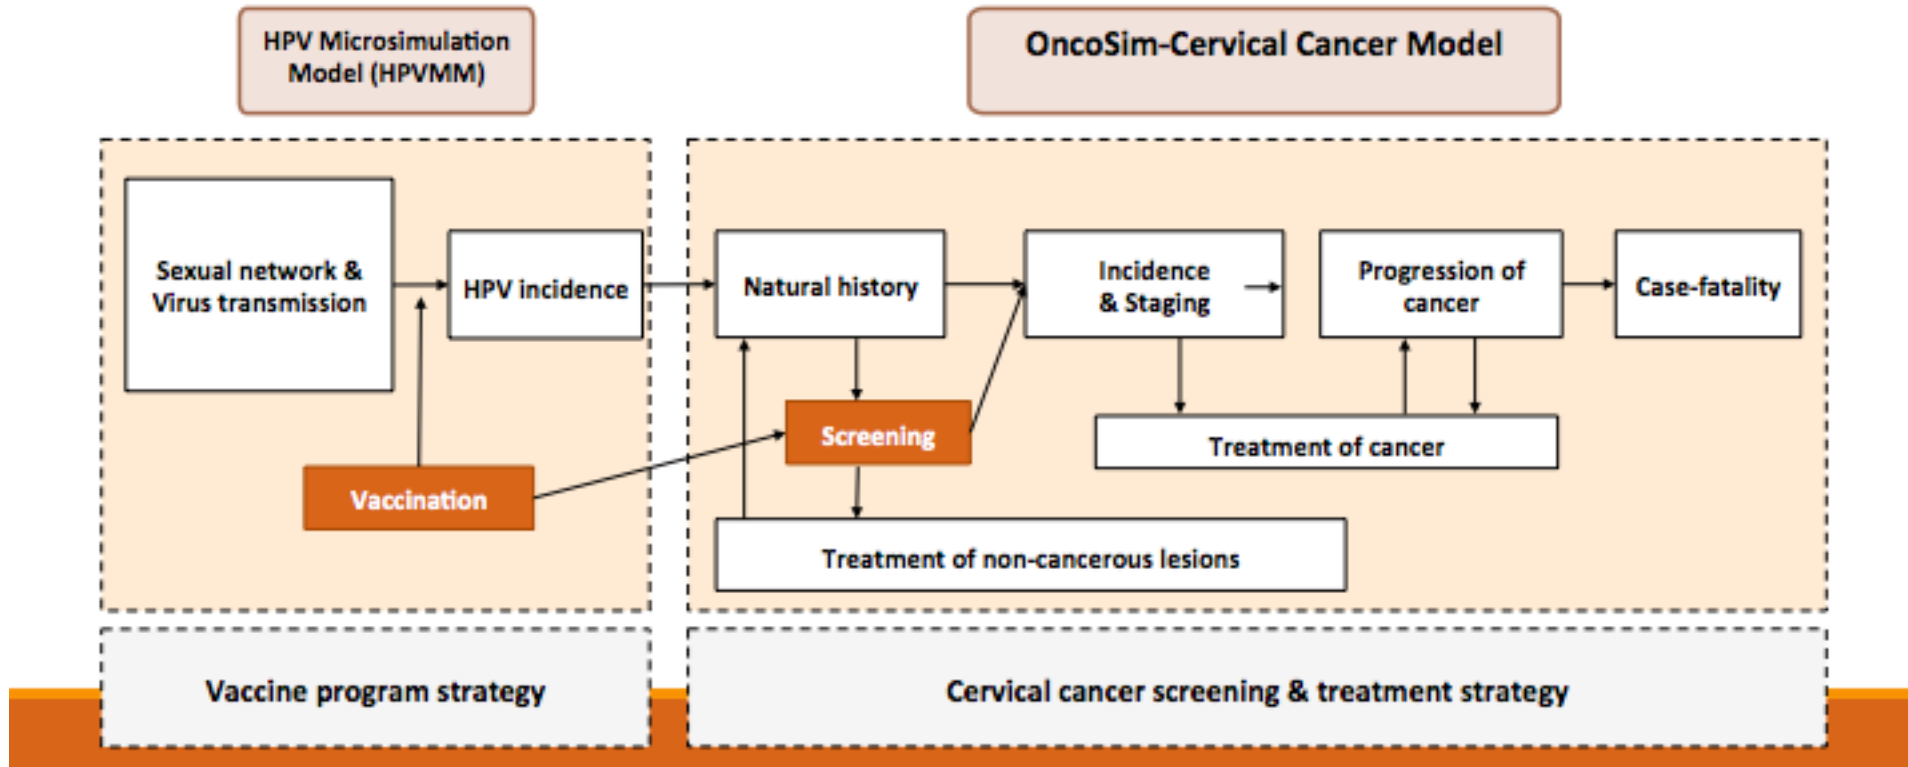 HPV Microsimulation
Model (HPVMM)
OncoSim-Cervical Cancer Model
Sexual network &
Virus transmission
HPV incidence
Natural history
Incidence
& Staging
Progression of
cancer
Case-fatality
Screening
Treatment of cancer
Vaccination
Treatment of non-cancerous lesions
Vaccine program strategy
Cervical cancer screening & treatment strategy